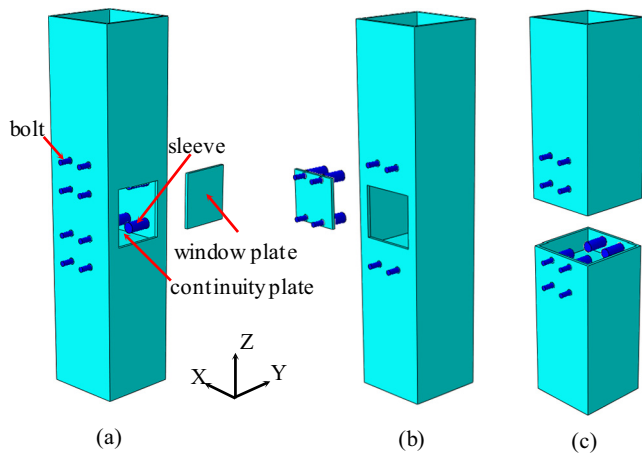 bolt
sleeve
window plate
continuity plate
Z
X
Y
(a)
(b)
(c)